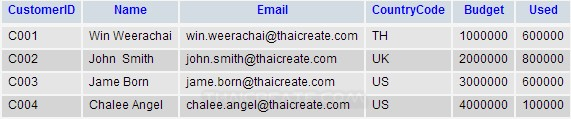 CustomerID Name Email CountryCode Budget Used
C001 Win Weerachai win.weerachai@thaicreate.com TH 1000000 600000
C002 John  Smith john.smith@thaicreate.com UK 2000000 800000
C003 Jame Born jame.born@thaicreate.com US 3000000 600000
C004 Chalee Angel chalee.angel@thaicreate.com US 4000000 100000